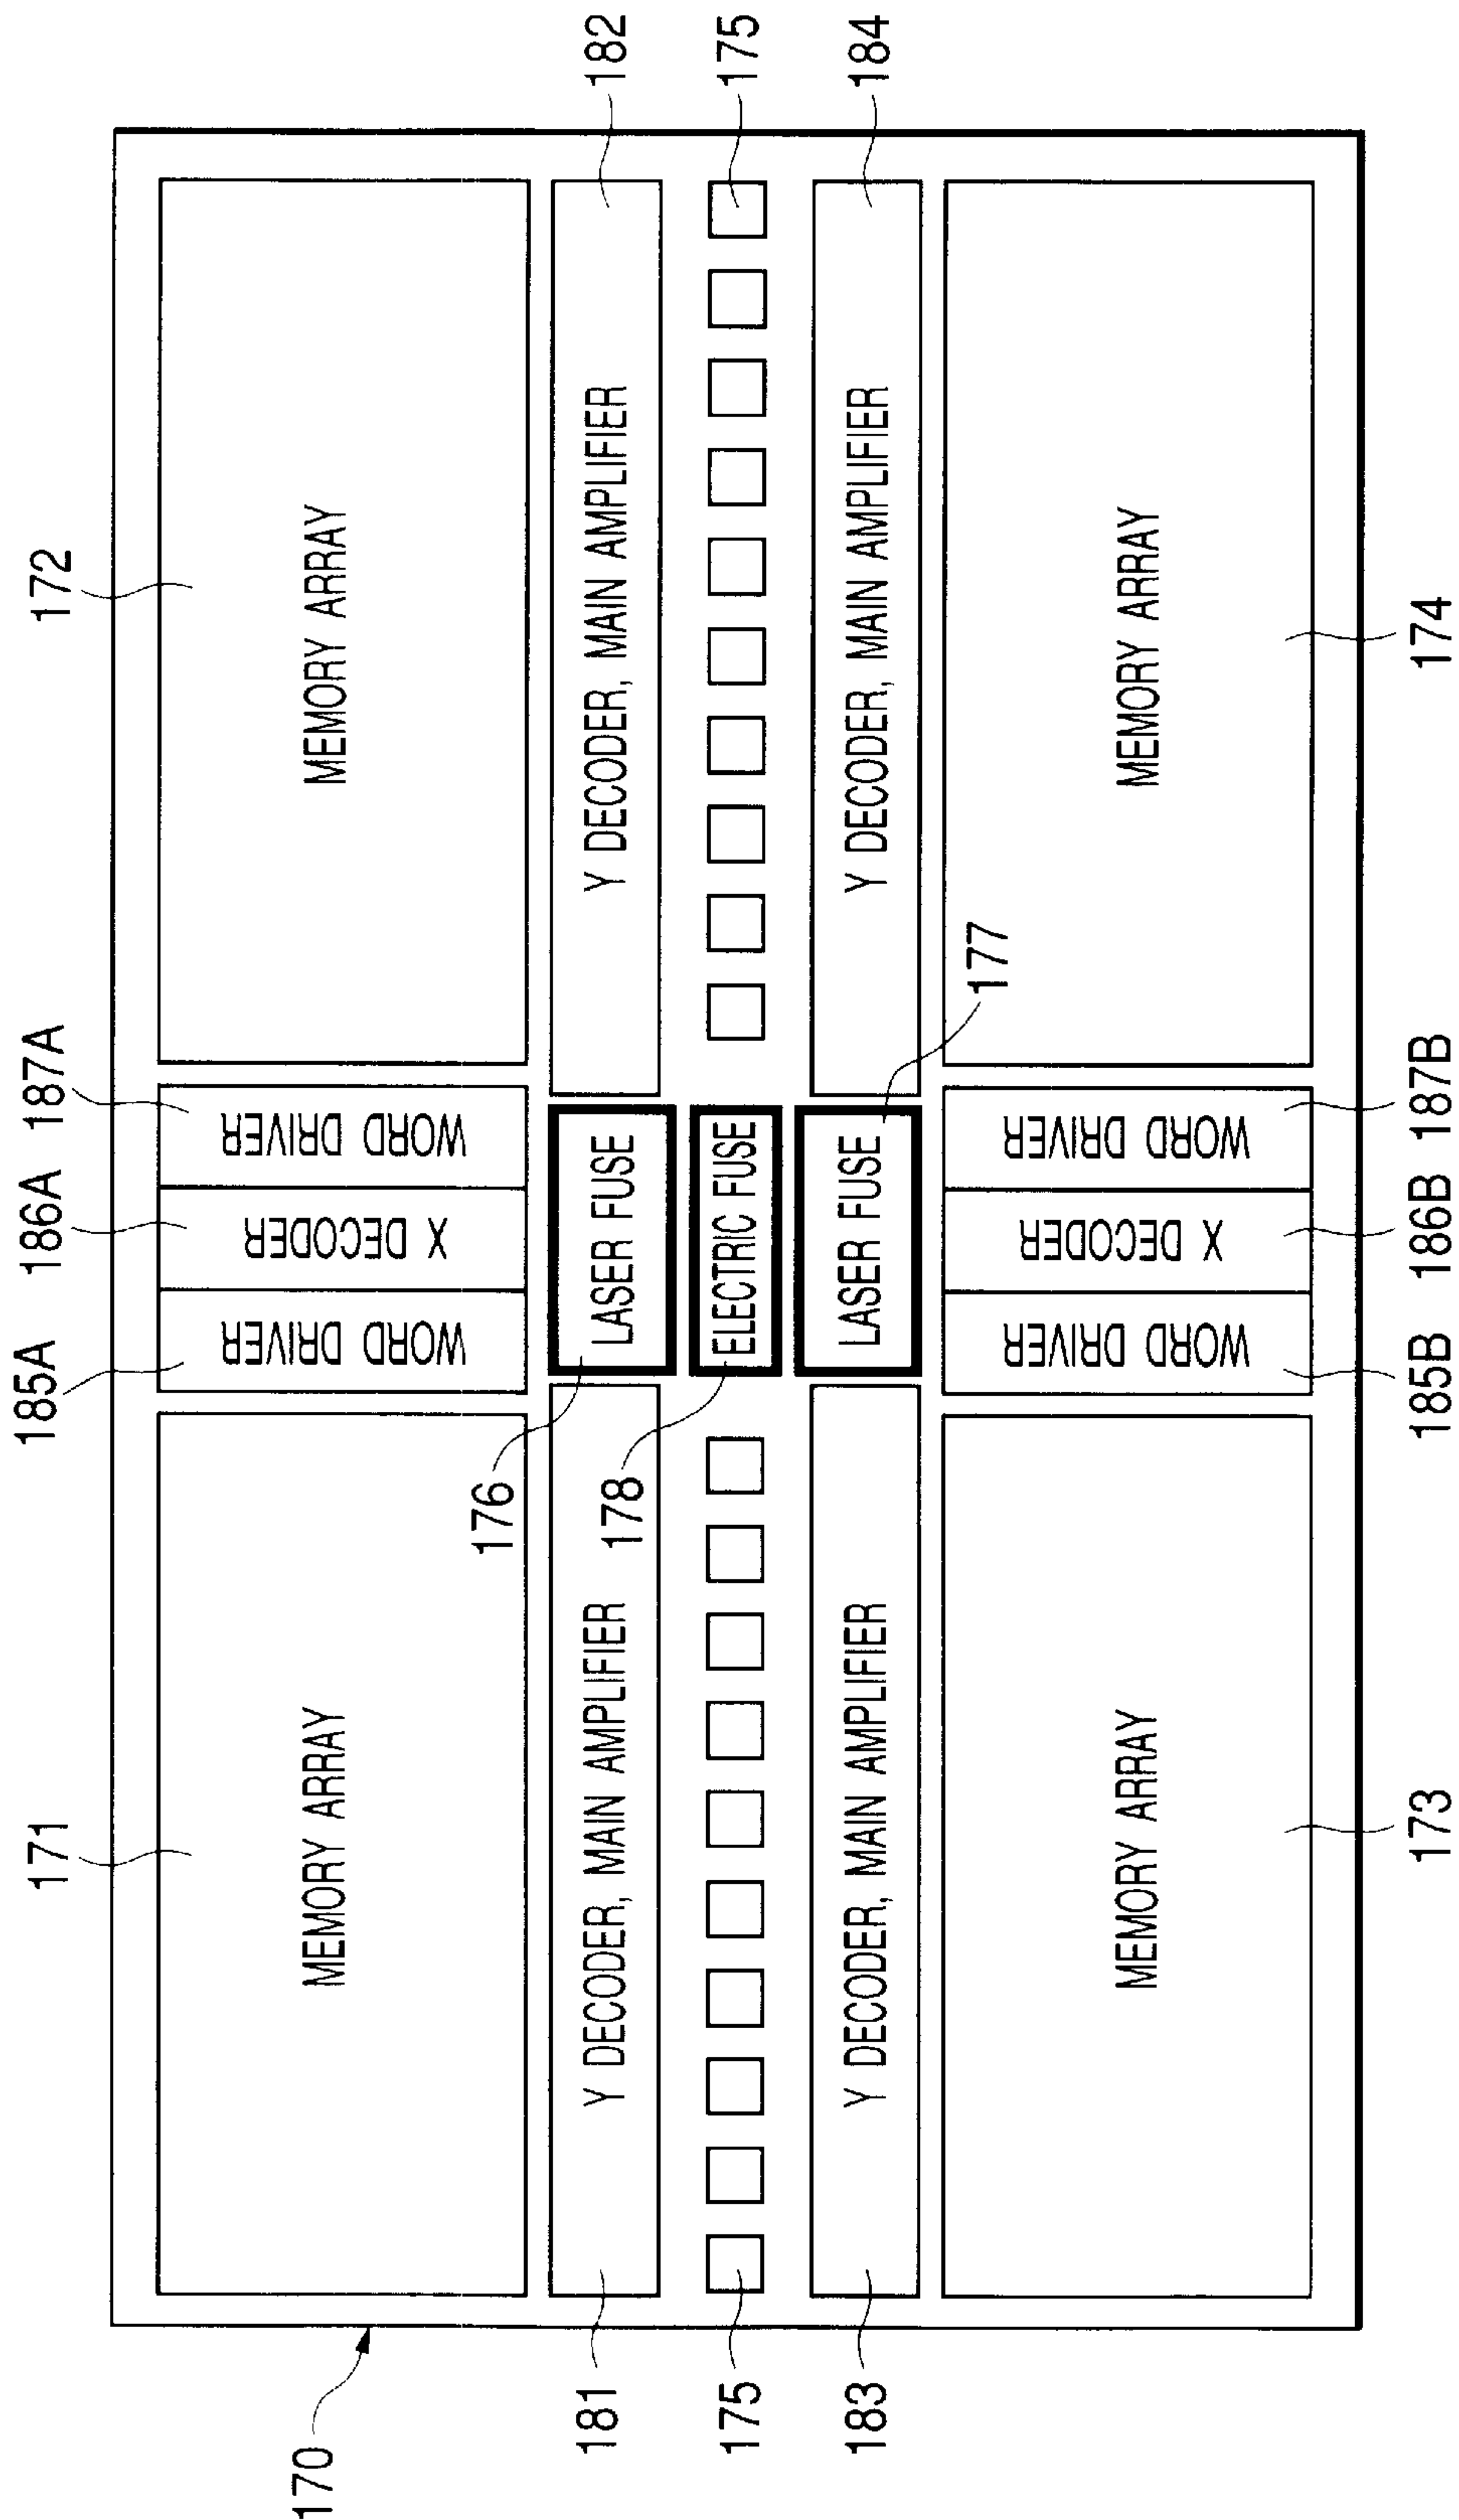 171
185A
186A
187A
172
MEMORY ARRAY
WORD DRIVER
X DECODER
WORD DRIVER
MEMORY ARRAY
170
176
181
Y DECODER, MAIN AMPLIFIER
LASER FUSE
Y DECODER, MAIN AMPLIFIER
182
178
175
ELECTRIC FUSE
175
183
Y DECODER, MAIN AMPLIFIER
LASER FUSE
Y DECODER, MAIN AMPLIFIER
184
177
MEMORY ARRAY
WORD DRIVER
X DECODER
WORD DRIVER
MEMORY ARRAY
173
185B
186B
187B
174